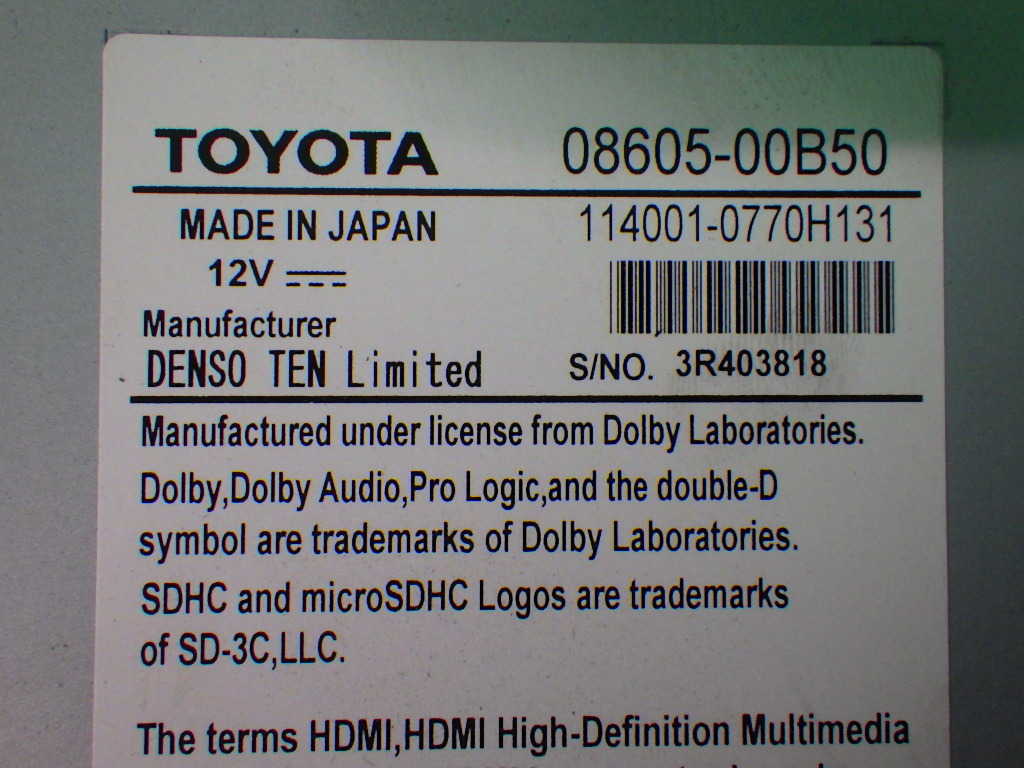 TOYOTA 08605-00B50
MADE IN JAPAN 114001-0770H131
12V
Manufacturer
DENSO TEN Limited S/NO. 3R403818
Manufactured under license from Dolby Laboratories.
Dolby,Dolby Audio,Pro Logic,and the double-D
symbol are trademarks of Dolby Laboratories.
SDHC and microSDHC Logos are trademarks
of SD-3C,LLC.
The terms HDMI,HDMI High-Definition Multimedia